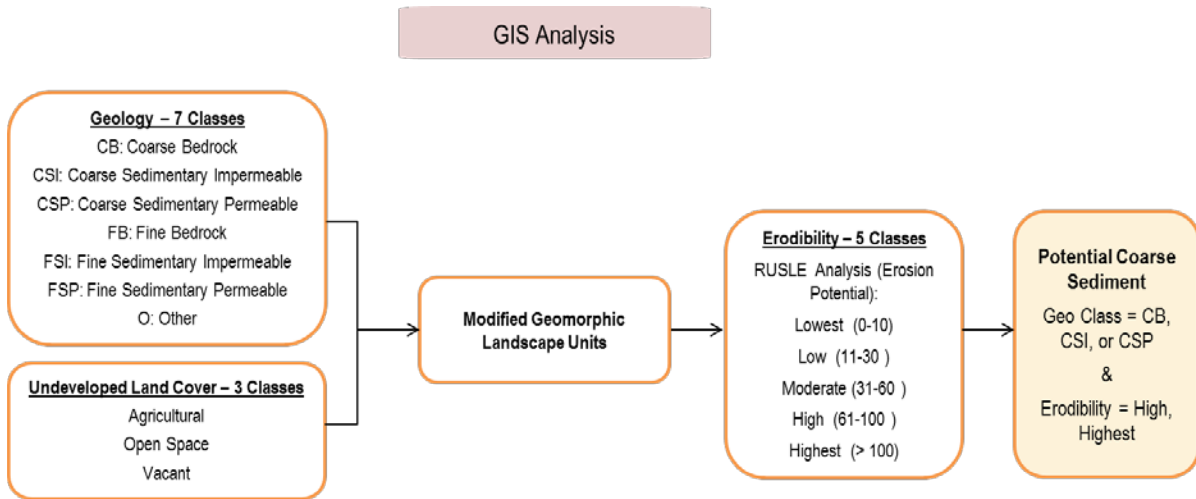 GIS Analysis
Geology – 7 Classes
CB: Coarse Bedrock
CSI: Coarse Sedimentary Impermeable
CSP: Coarse Sedimentary Permeable
FB: Fine Bedrock
FSI: Fine Sedimentary Impermeable
FSP: Fine Sedimentary Permeable
O: Other
Undeveloped Land Cover – 3 Classes
Agricultural
Open Space
Vacant
Modified Geomorphic
Landscape Units
Erodibility – 5 Classes
RUSLE Analysis (Erosion
Potential):
Lowest (0-10)
Low (11-30 )
Moderate (31-60 )
High (61-100 )
Highest (> 100)
Potential Coarse
Sediment
Geo Class = CB,
CSI, or CSP
&
Erodibility = High,
Highest